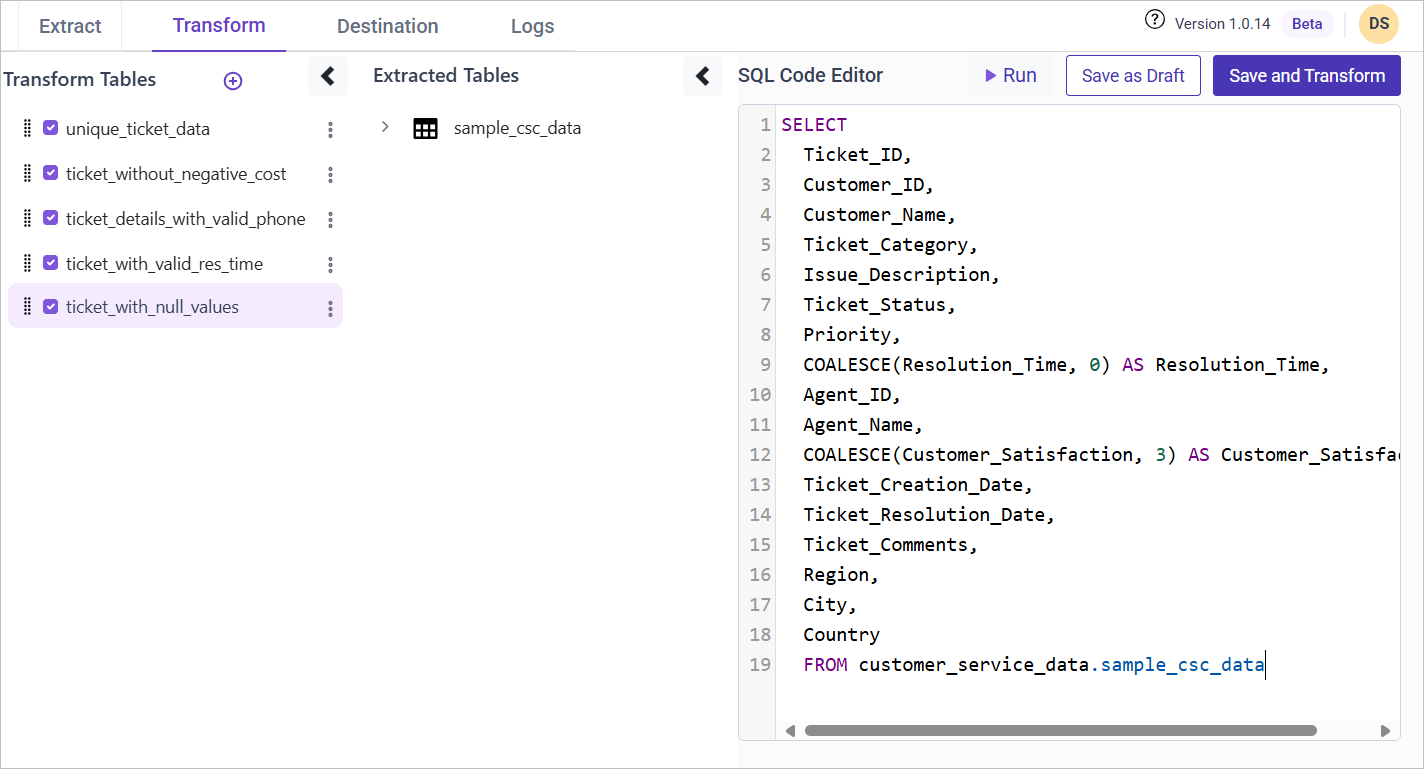 Extract
Transform
Destination
Logs
?
Version 1.0.14
Beta
DS
Transform Tables
Extracted Tables
SQL Code Editor
Run
Save as Draft
Save and Transform
unique_ticket_data
ticket_without_negative_cost
ticket_details_with_valid_phone
ticket_with_valid_res_time
ticket_with_null_values
sample_csc_data
1 SELECT
2 Ticket_ID,
3 Customer_ID,
4 Customer_Name,
5 Ticket_Category,
6 Issue_Description,
7 Ticket_Status,
8 Priority,
9 COALESCE(Resolution_Time, 0) AS Resolution_Time,
10 Agent_ID,
11 Agent_Name,
12 COALESCE(Customer_Satisfaction, 3) AS Customer_Satisfa
13 Ticket_Creation_Date,
14 Ticket_Resolution_Date,
15 Ticket_Comments,
16 Region,
17 City,
18 Country
19 FROM customer_service_data.sample_csc_data